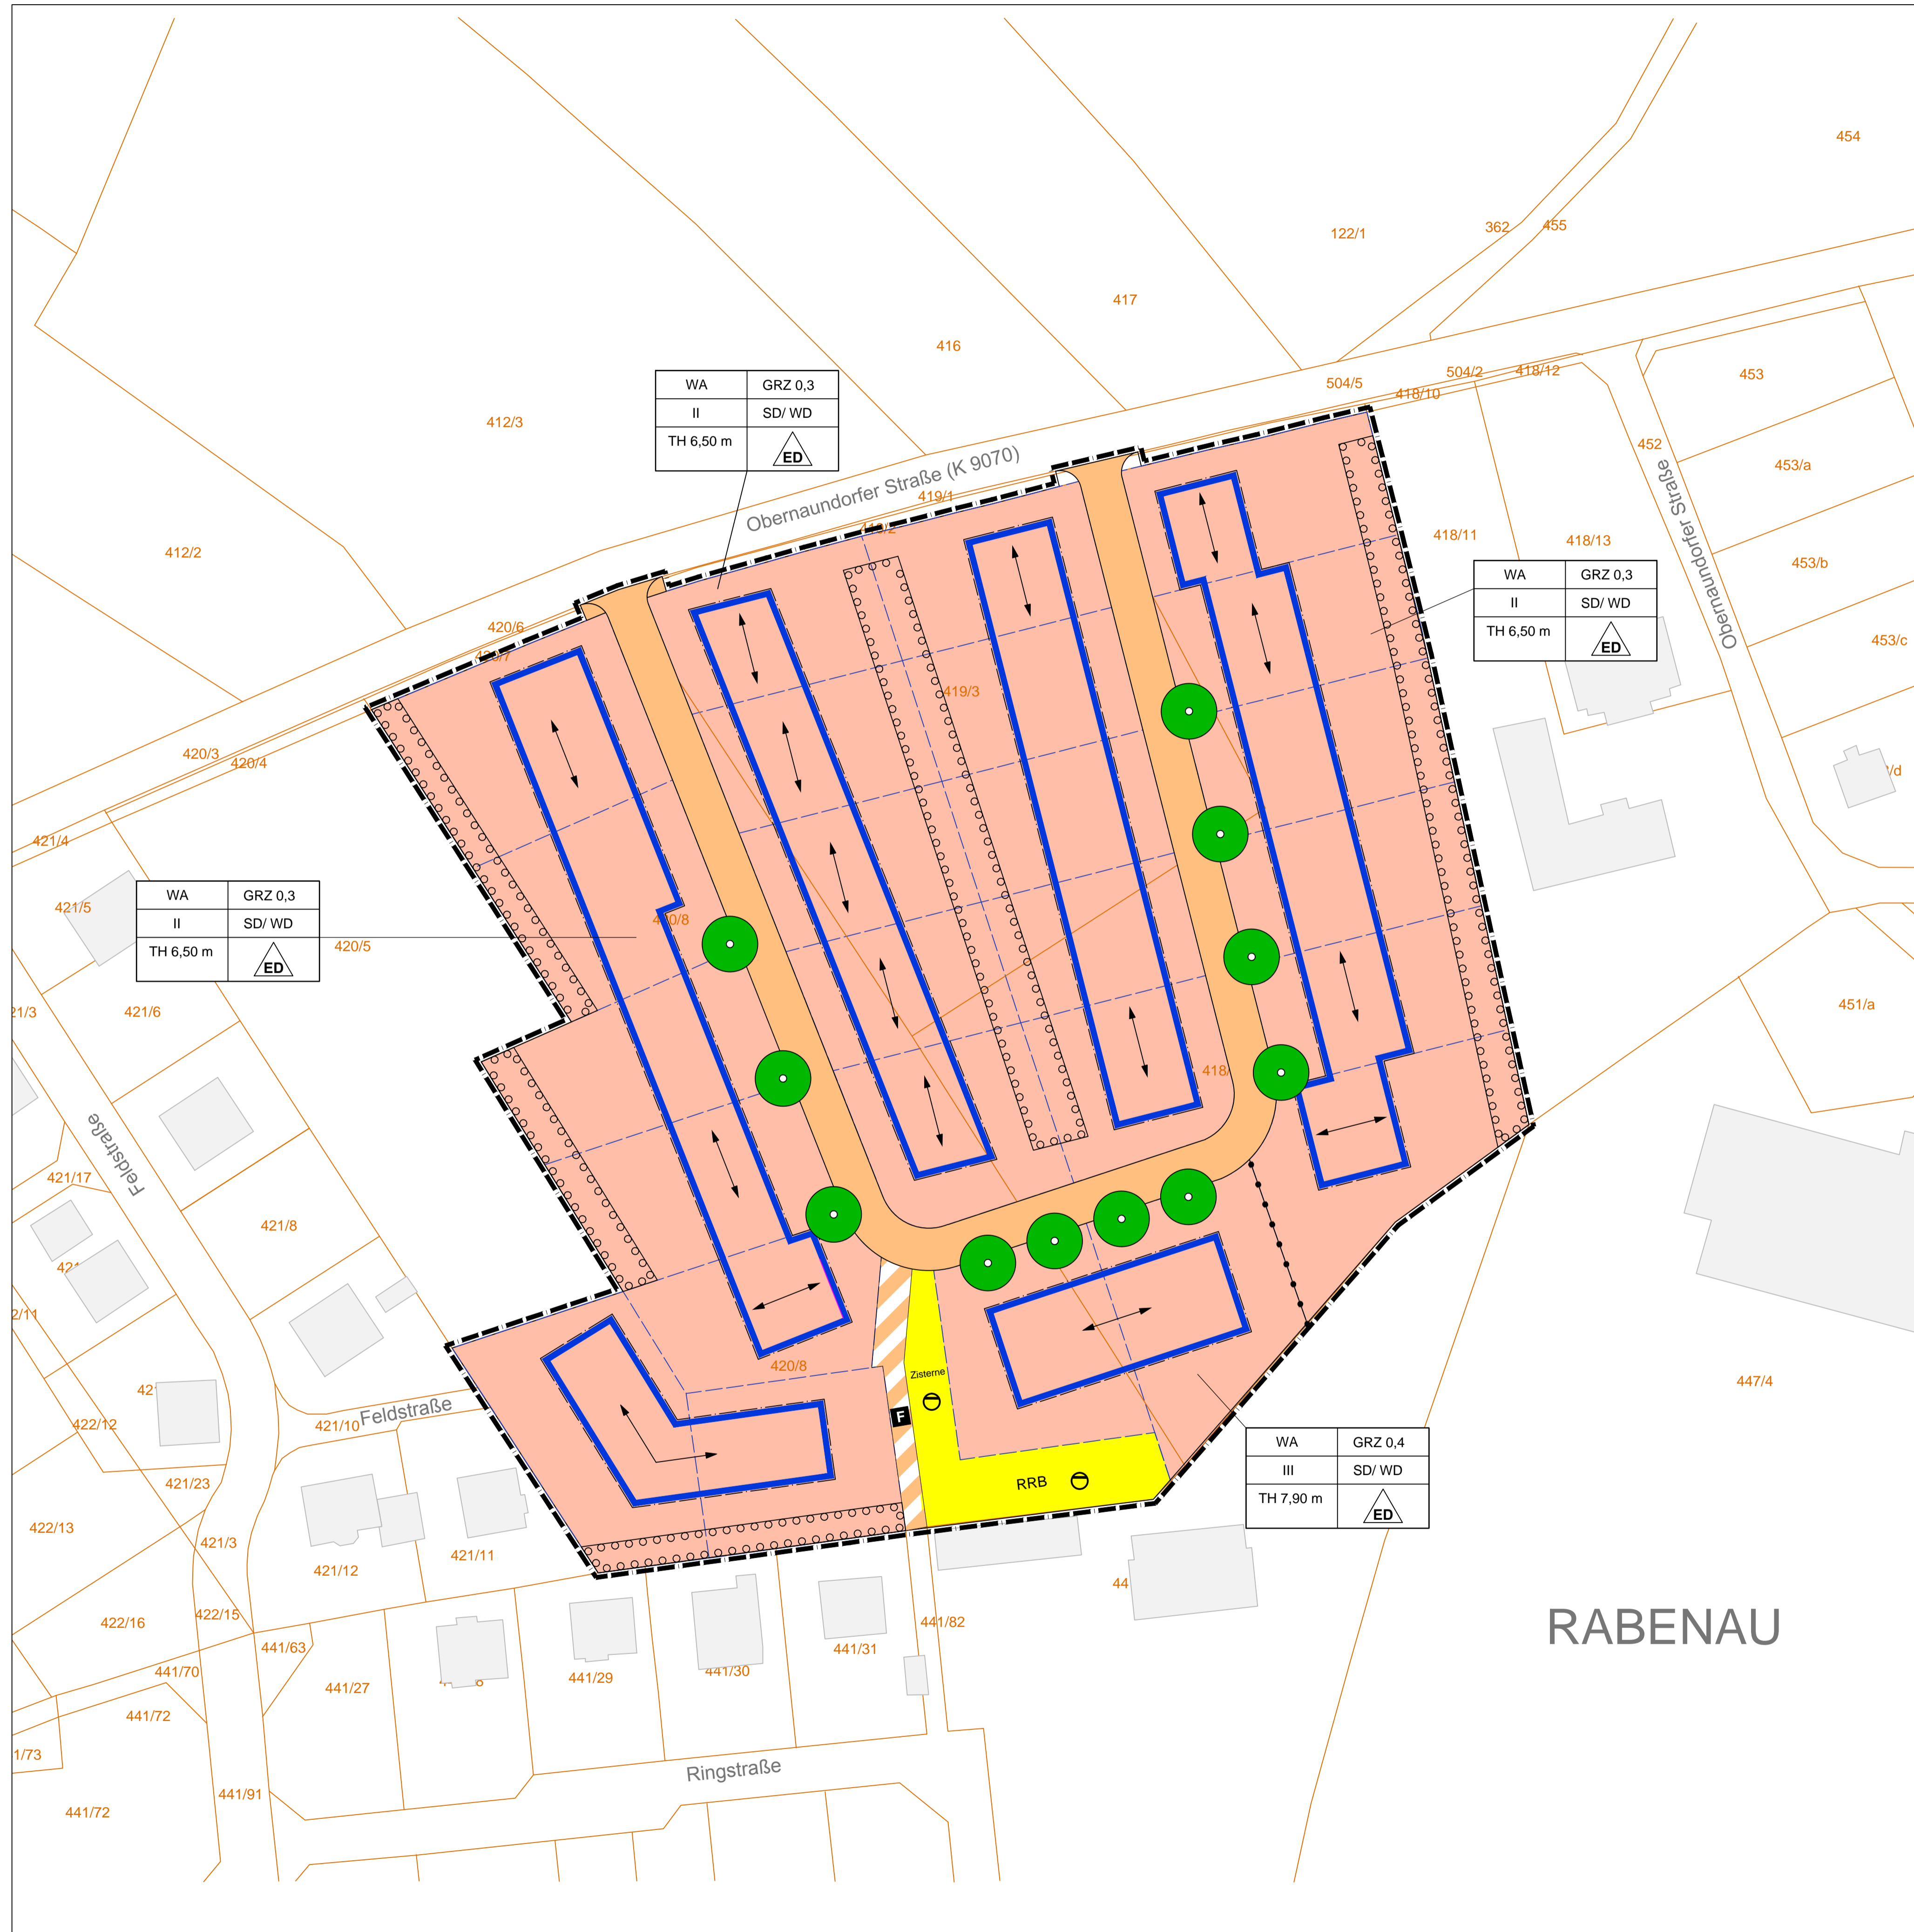 454
362
455
122/1
417
416
504/5
504/2
418/12
418/10
453
WA GRZ 0,3
II SD/ WD
TH 6,50 m ED
412/3
452
453/a
Obernaundorfer Straße (K 9070)
419/1
Obernaundorfer Straße
412/2
418/11
418/13
453/b
WA GRZ 0,3
II SD/ WD
TH 6,50 m ED
420/6
453/c
419/3
420/3
420/4
/d
421/4
WA GRZ 0,3
II SD/ WD
TH 6,50 m ED
421/5
420/5
421/6
451/a
Feldstraße
421/17
421/8
420/8
Zisterne
447/4
F
Feldstraße
421/10
422/12
WA GRZ 0,4
III SD/ WD
TH 7,90 m ED
421/23
RRB
422/13
421/3
421/11
421/12
422/16
422/15
441/82
RABENAU
441/63
441/31
441/70
441/29
441/30
441/27
441/72
1/73
Ringstraße
441/91
441/72